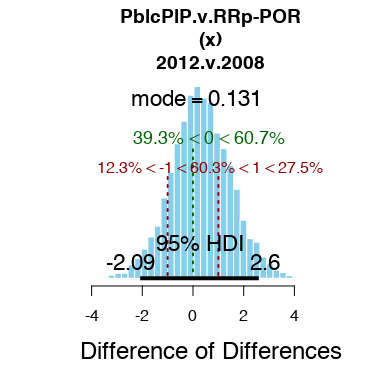 PblcPIP.v.RRp-POR
(x)
2012.v.2008
mode = 0.131
39.3% < 0 < 60.7%
12.3% < -1 < 60.3% < 1 < 27.5%
95% HDI
-2.09 2.6
-4 -2 0 2 4
Difference of Differences